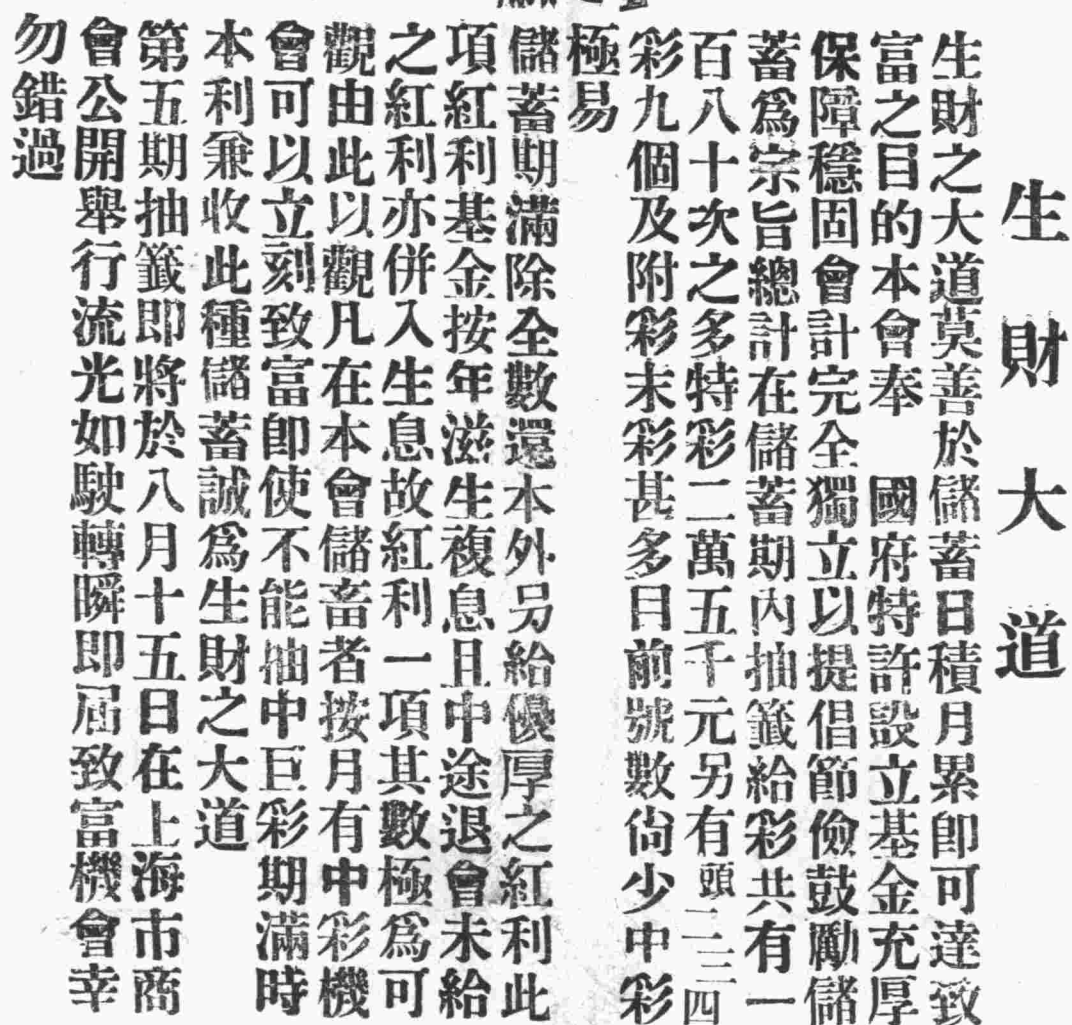 生財大道
生財之大道莫善於儲蓄日積月累即可達致
富之目的本會奉　國府特許設立基金充厚
保障穩固會計完全獨立以提倡節儉鼓勵儲
蓄爲宗旨總計在儲蓄期內抽籤給彩共有一
百八十次之多特彩二萬五千元另有頭二三四
彩九個及附彩末彩甚多目前號數尙少中彩
極易
儲蓄期滿除全數還本外另給優厚之紅利此
項紅利基金按年滋生複息且中途退會未給
之紅利亦併入生息故紅利一項其數極爲可
觀由此以觀凡在本會儲畜者按月有中彩機
會可以立刻致富即使不能抽中巨彩期滿時
本利兼收此種儲蓄誠爲生財之大道
第五期抽籤即將於八月十五日在上海市商
會公開舉行流光如駛轉瞬即屆致富機會幸
勿錯過